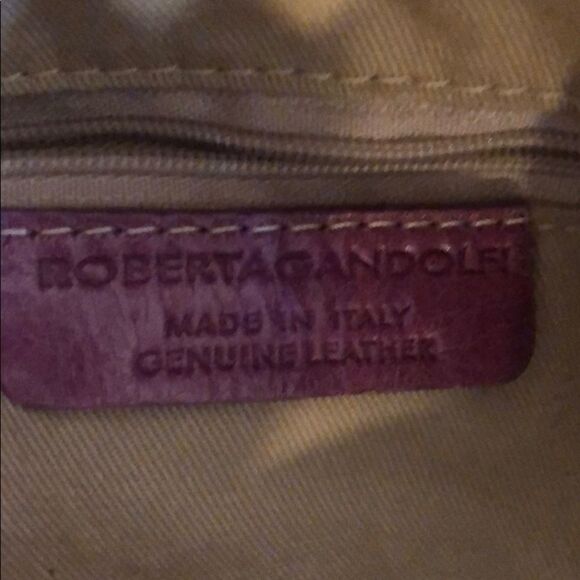 ROBERTAGANDOLFI
MADE IN ITALY
GENUINE LEATHER